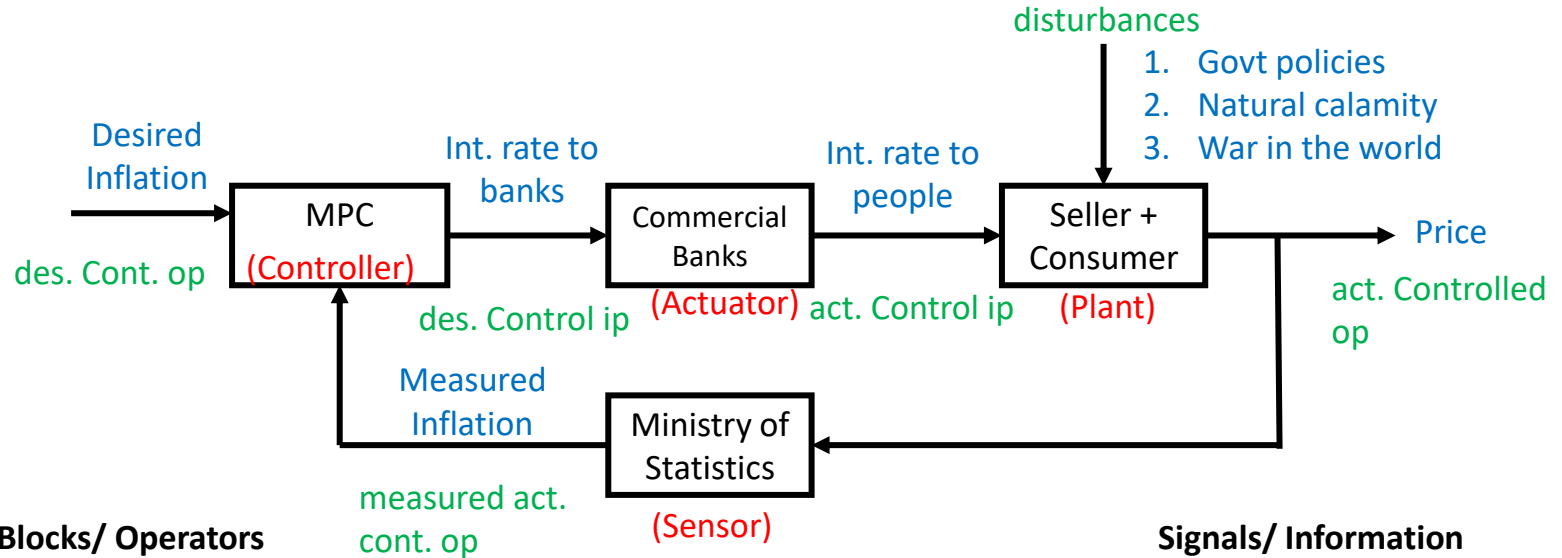 disturbances
1. Govt policies
2. Natural calamity
3. War in the world
Desired
Inflation
Int. rate to
banks
Int. rate to
people
MPC
(Controller)
Commercial
Banks
(Actuator)
Seller +
Consumer
(Plant)
Price
des. Cont. op
des. Control ip
act. Control ip
act. Controlled
op
Measured
Inflation
Ministry of
Statistics
(Sensor)
measured act.
cont. op
Blocks/ Operators
Signals/ Information